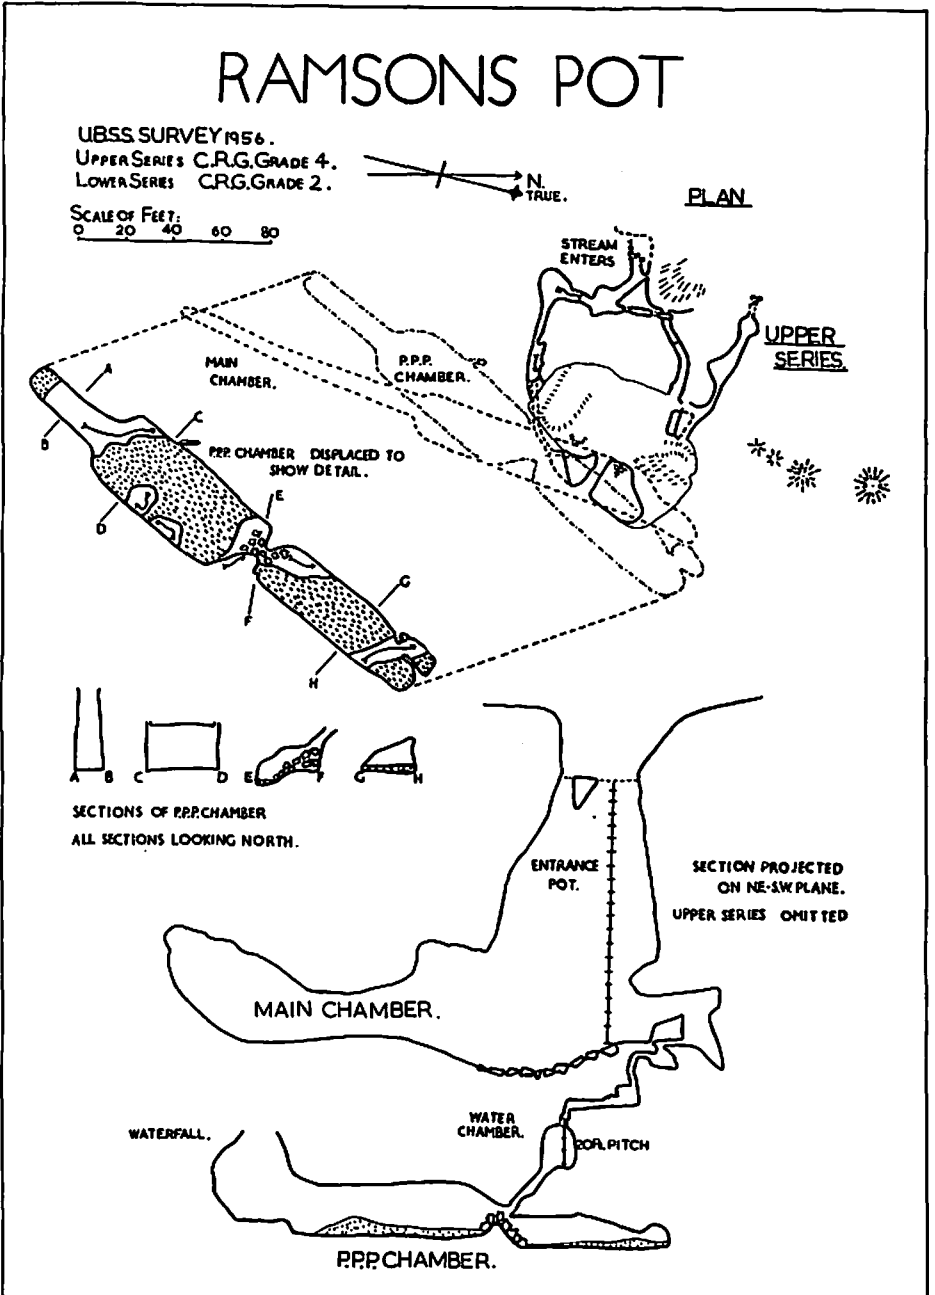 RAMSONS POT
U.B.S.S. SURVEY 1956.
UPPER SERIES C.R.G. GRADE 4.
LOWER SERIES C.R.G. GRADE 2.
N.
TRUE.
PLAN
SCALE OF FEET:
0 20 40 60 80
STREAM
ENTERS
UPPER
SERIES.
MAIN
CHAMBER.
P.P.P.
CHAMBER.
A
B
C
P.P.P. CHAMBER DISPLACED TO
SHOW DETAIL.
D
E
F
G
H
A B C D E F G H
SECTIONS OF P.P.P. CHAMBER
ALL SECTIONS LOOKING NORTH.
ENTRANCE
POT.
SECTION PROJECTED
ON NE-S.W. PLANE.
UPPER SERIES OMITTED
MAIN CHAMBER.
WATER
CHAMBER.
WATERFALL.
20Ft. PITCH
P.P.P. CHAMBER.